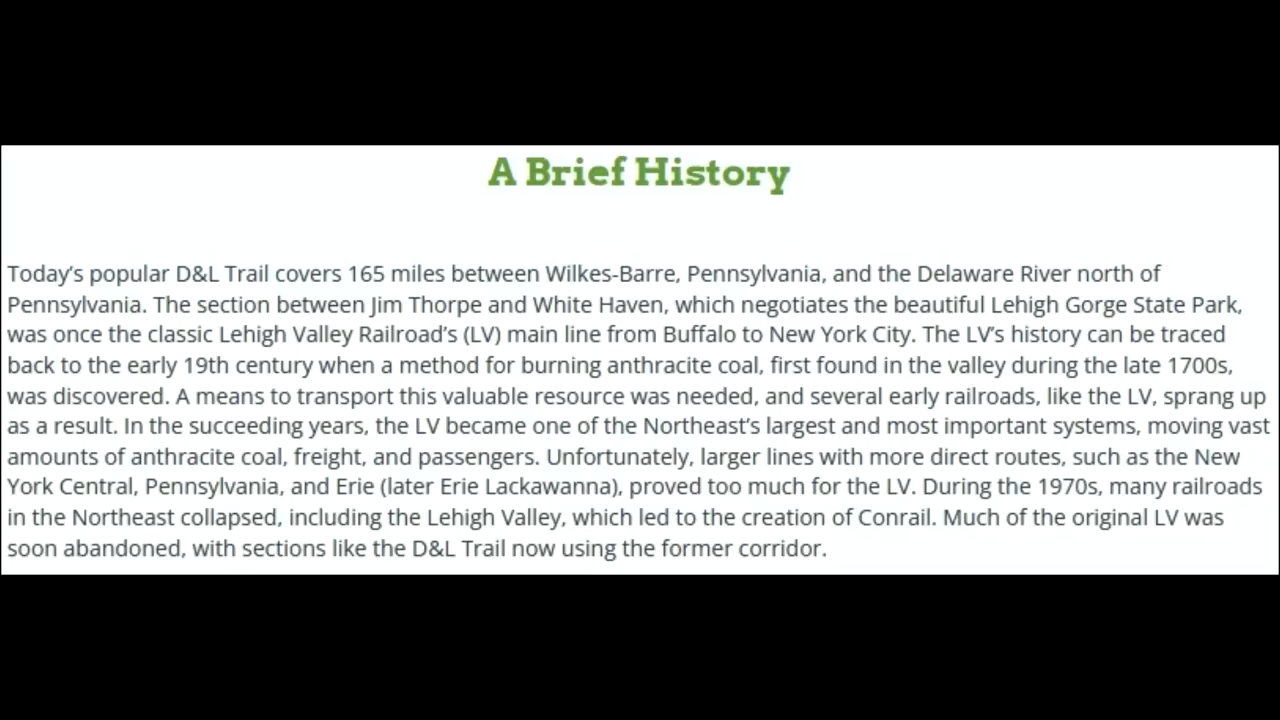 A Brief History
Today’s popular D&L Trail covers 165 miles between Wilkes-Barre, Pennsylvania, and the Delaware River north of
Pennsylvania. The section between Jim Thorpe and White Haven, which negotiates the beautiful Lehigh Gorge State Park,
was once the classic Lehigh Valley Railroad’s (LV) main line from Buffalo to New York City. The LV’s history can be traced
back to the early 19th century when a method for burning anthracite coal, first found in the valley during the late 1700s,
was discovered. A means to transport this valuable resource was needed, and several early railroads, like the LV, sprang up
as a result. In the succeeding years, the LV became one of the Northeast’s largest and most important systems, moving vast
amounts of anthracite coal, freight, and passengers. Unfortunately, larger lines with more direct routes, such as the New
York Central, Pennsylvania, and Erie (later Erie Lackawanna), proved too much for the LV. During the 1970s, many railroads
in the Northeast collapsed, including the Lehigh Valley, which led to the creation of Conrail. Much of the original LV was
soon abandoned, with sections like the D&L Trail now using the former corridor.